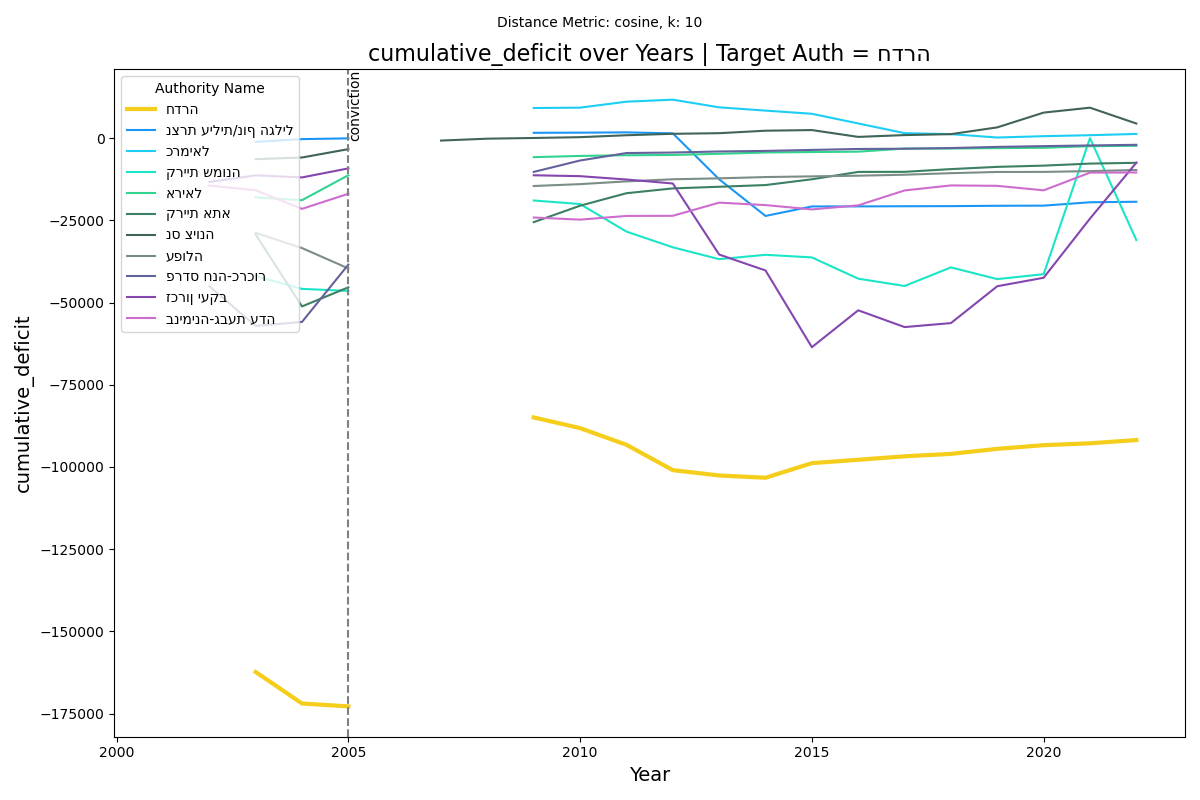 Distance Metric: cosine, k: 10
cumulative_deficit over Years | Target Auth = חדרה
cumulative_deficit
0
−25000
−50000
−75000
−100000
−125000
−150000
−175000
Authority Name
חדרה
נצרת עילית/נוף הגליל
כרמיאל
קריית שמונה
אריאל
קריית אתא
נס ציונה
עפולה
פרדס חנה-כרכור
זכרון יעקב
בנימינה-גבעת עדה
conviction
2000
2005
2010
2015
2020
Year